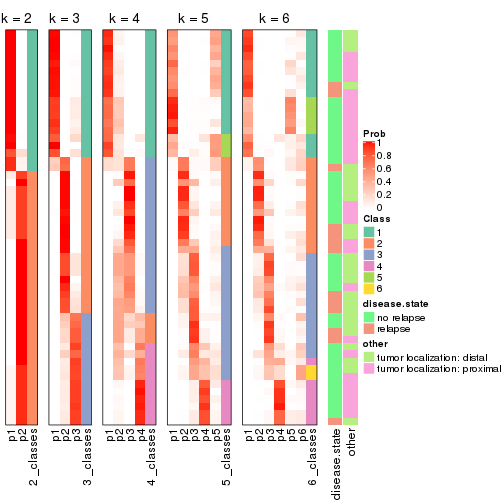 k = 2 k = 3 k = 4 k = 5 k = 6
Prob
1
0.8
0.6
0.4
0.2
0
Class
1
2
3
4
5
6
disease.state
no relapse
relapse
other
tumor localization: distal
tumor localization: proximal
p1 p2 2_classes p1 p2 p3 3_classes p1 p2 p3 p4 4_classes p1 p2 p3 p4 p5 5_classes p1 p2 p3 p4 p5 p6 6_classes disease.state other